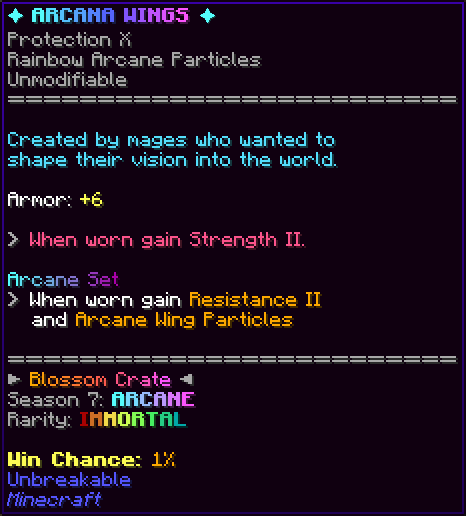 ✦ ARCANA WINGS ✦
Protection X
Rainbow Arcane Particles
Unmodifiable
================================
Created by mages who wanted to
shape their vision into the world.
Armor: +6
> When worn gain Strength II.
Arcane Set
> When worn gain Resistance II
and Arcane Wing Particles
================================
► Blossom Crate ◄
Season 7: ARCANE
Rarity: IMMORTAL
Win Chance: 1%
Unbreakable
Minecraft